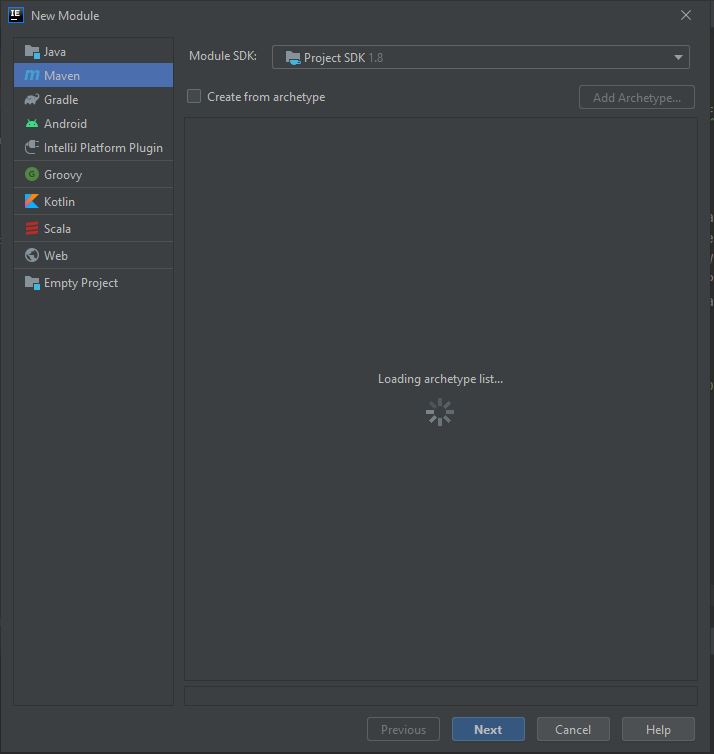 IE New Module
Module SDK: Project SDK 1.8
Java
Maven
Gradle
Android
IntelliJ Platform Plugin
Groovy
Kotlin
Scala
Web
Empty Project
Create from archetype
Add Archetype...
Loading archetype list...
Previous
Next
Cancel
Help